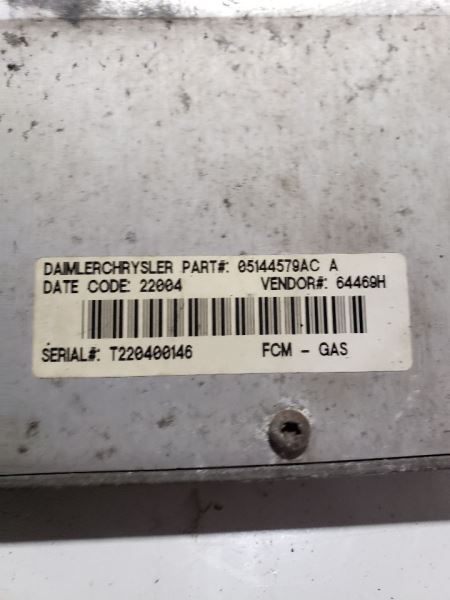 DAIMLERCHRYSLER PART#: 05144579AC A
DATE CODE: 22004 VENDOR#: 64469H
SERIAL#: T220400146 FCM - GAS